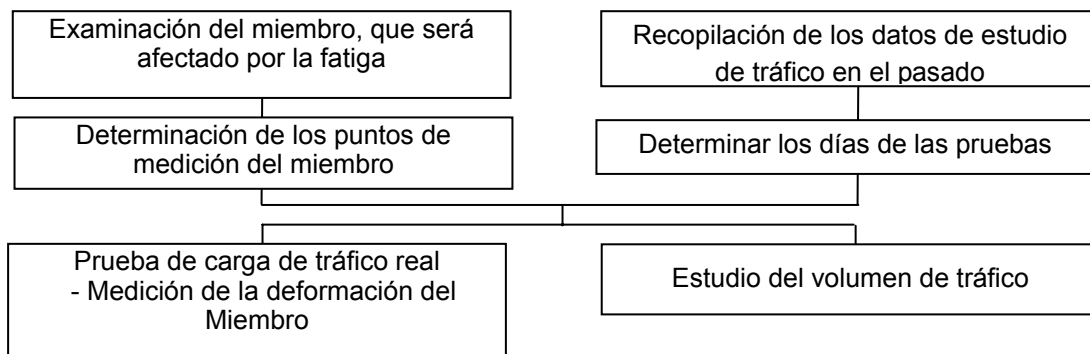 Examinación del miembro, que será
afectado por la fatiga
Recopilación de los datos de estudio
de tráfico en el pasado
Determinación de los puntos de
medición del miembro
Determinar los días de las pruebas
Prueba de carga de tráfico real
- Medición de la deformación del
Miembro
Estudio del volumen de tráfico